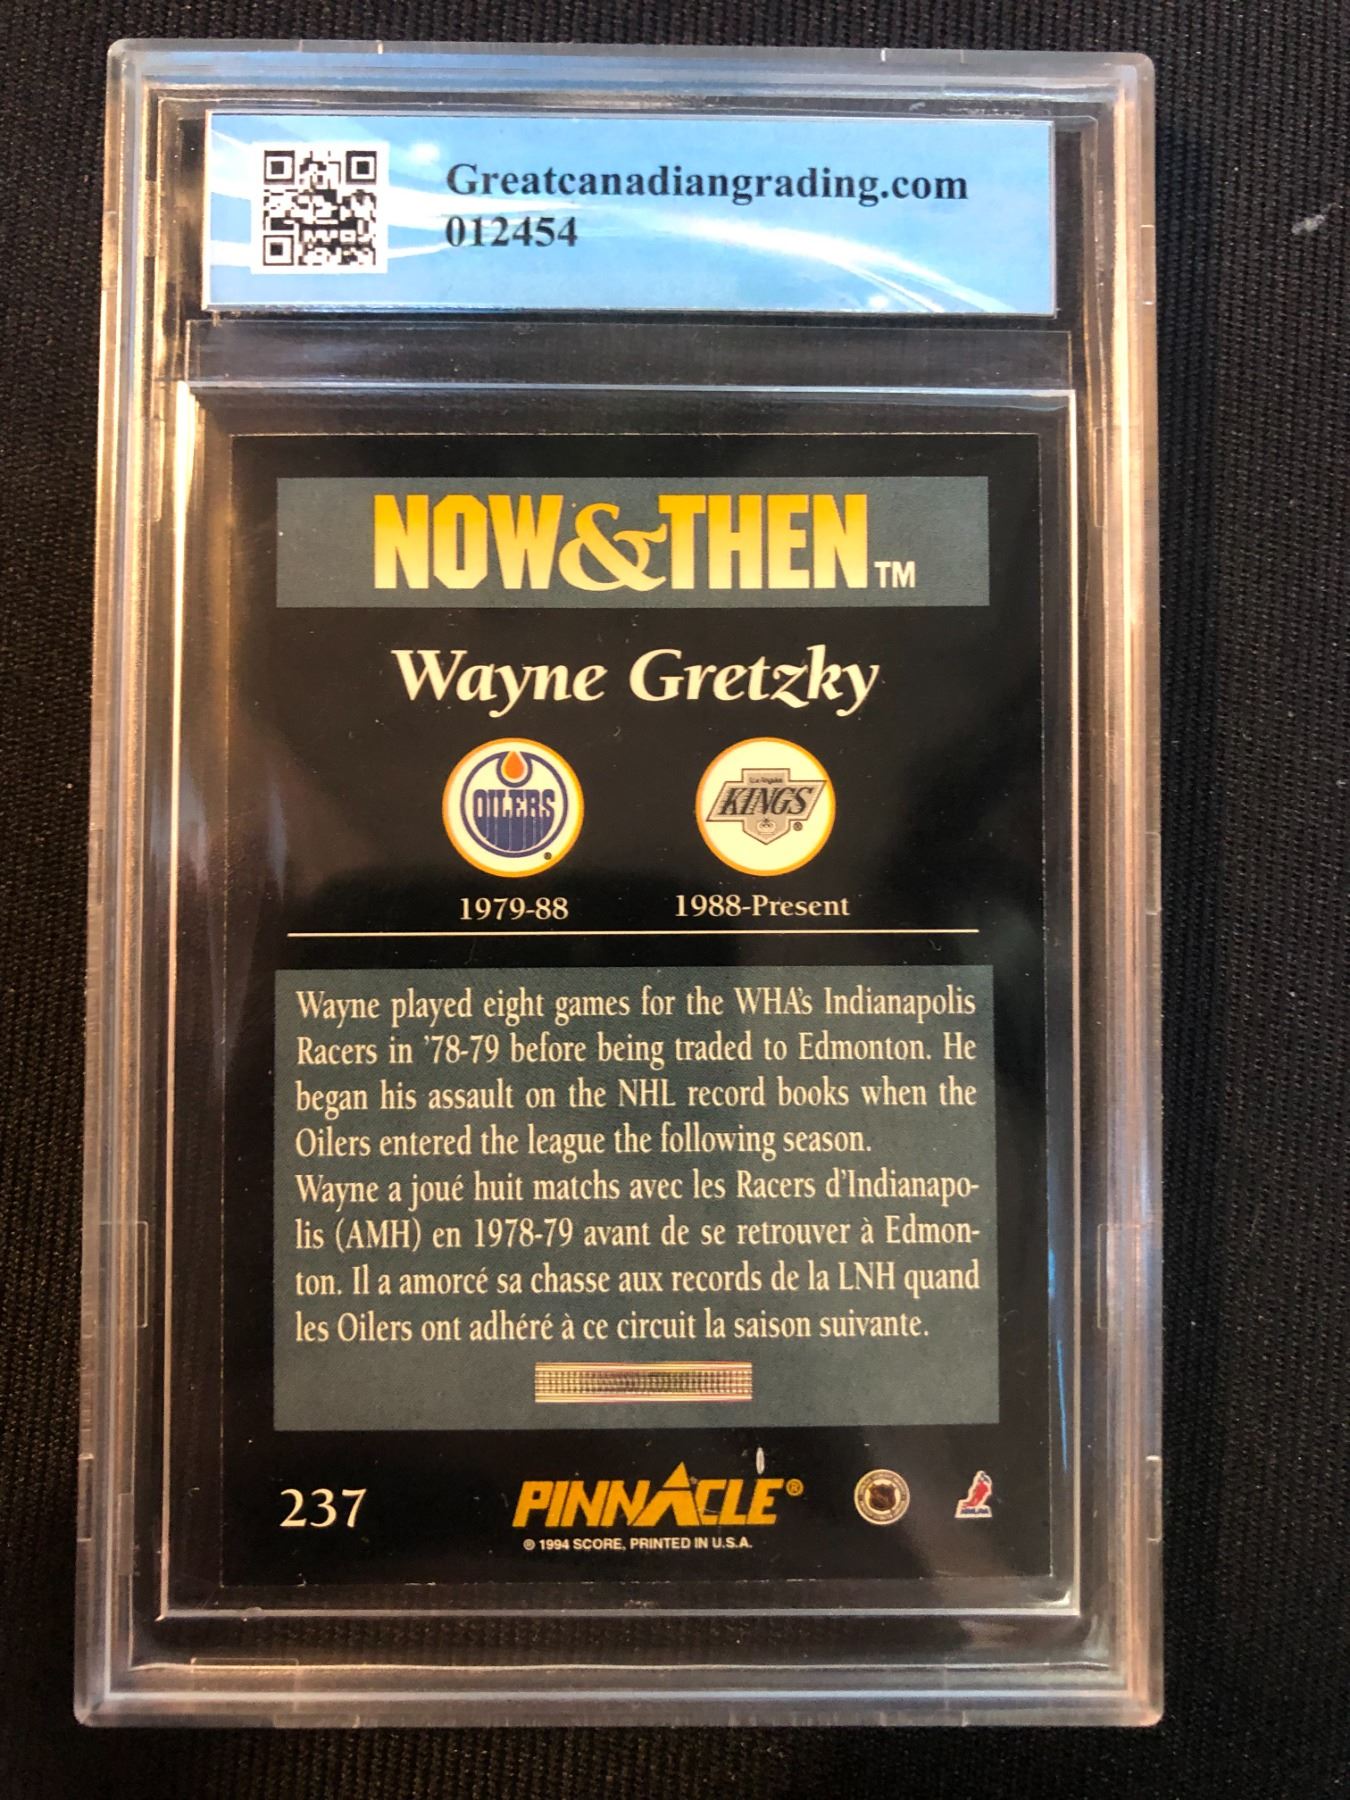 Greatcanadiangrading.com
012454
NOW&THEN™
Wayne Gretzky
OILERS ®
Los Angeles
KINGS ®
1979-88
1988-Present
Wayne played eight games for the WHA's Indianapolis
Racers in '78-79 before being traded to Edmonton. He
began his assault on the NHL record books when the
Oilers entered the league the following season.
Wayne a joué huit matchs avec les Racers d'Indianapo-
lis (AMH) en 1978-79 avant de se retrouver à Edmon-
ton. Il a amorcé sa chasse aux records de la LNH quand
les Oilers ont adhéré à ce circuit la saison suivante.
237
PINNACLE®
© 1994 SCORE, PRINTED IN U.S.A.